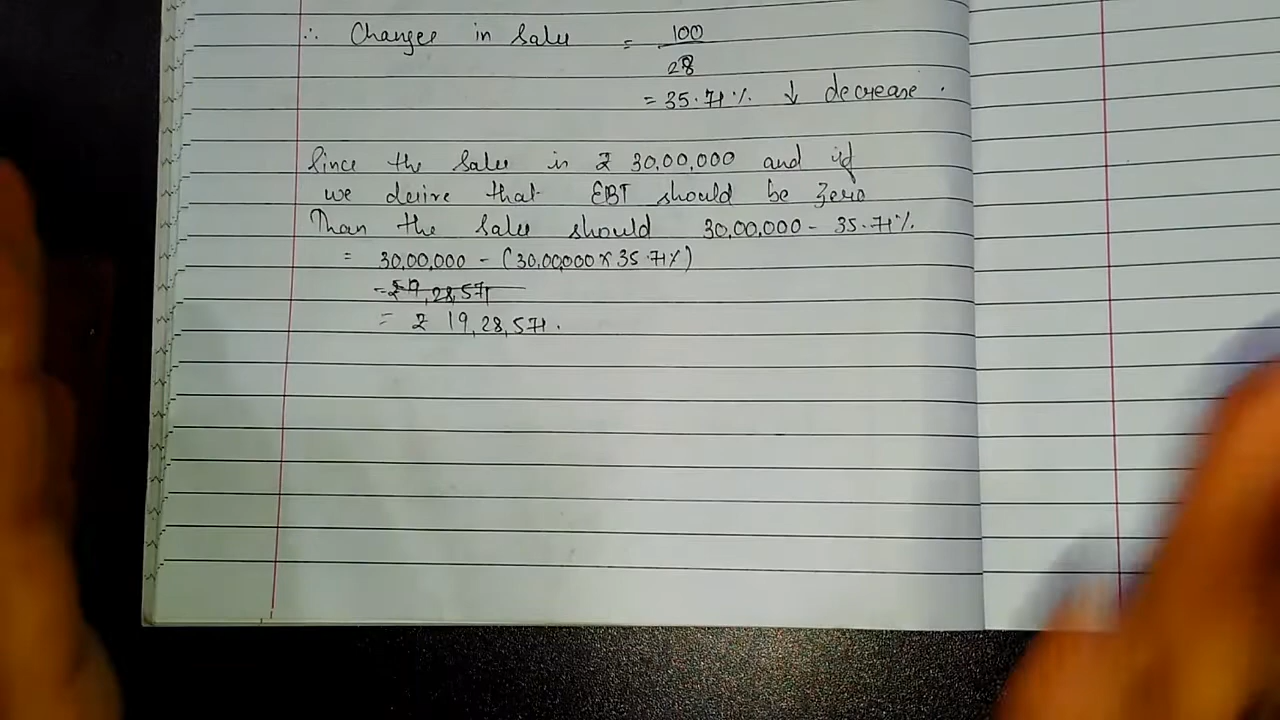 ∴ Changes in Sales = 100
28
= 35.71% ↓ decrease.
Since the Sales is ₹ 30,00,000 and if
we desire that EBT should be Zero
Than the Sales should 30,00,000 - 35.71%.
= 30,00,000 - (30,00,000 x 35.71%)
= ₹ 19,28,571
= ₹ 19,28,571.